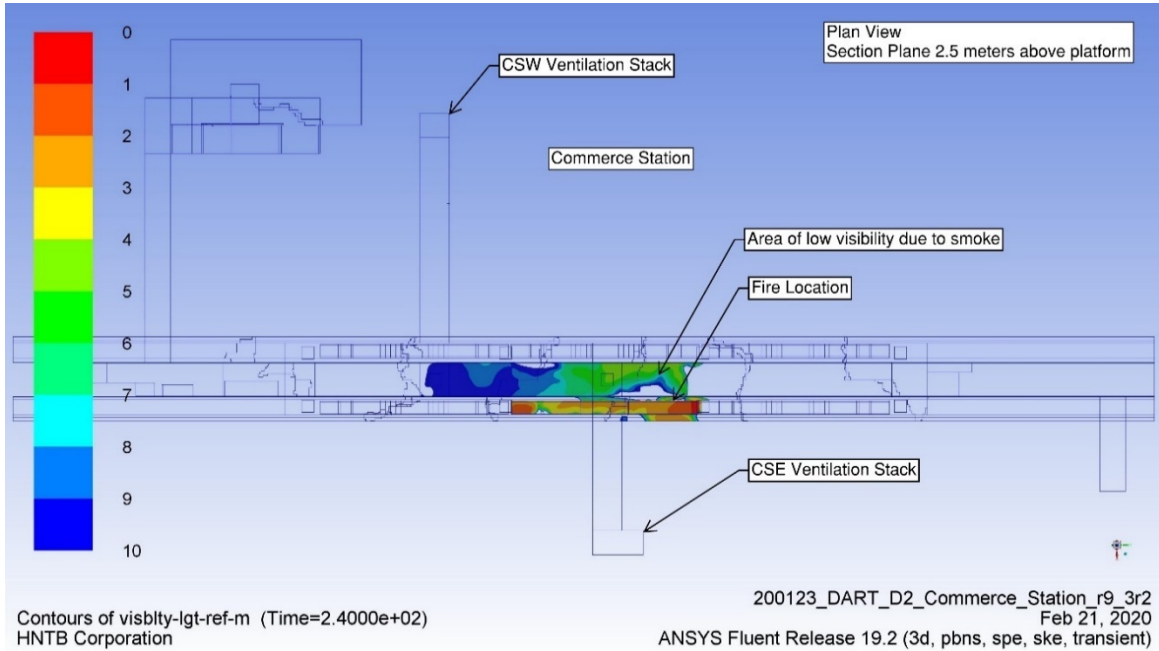 0
1
2
3
4
5
6
7
8
9
10
Plan View
Section Plane 2.5 meters above platform
CSW Ventilation Stack
Commerce Station
Area of low visibility due to smoke
Fire Location
CSE Ventilation Stack
Contours of visblty-lgt-ref-m (Time=2.4000e+02)
HNTB Corporation
200123_DART_D2_Commerce_Station_r9_3r2
Feb 21, 2020
ANSYS Fluent Release 19.2 (3d, pbns, spe, ske, transient)